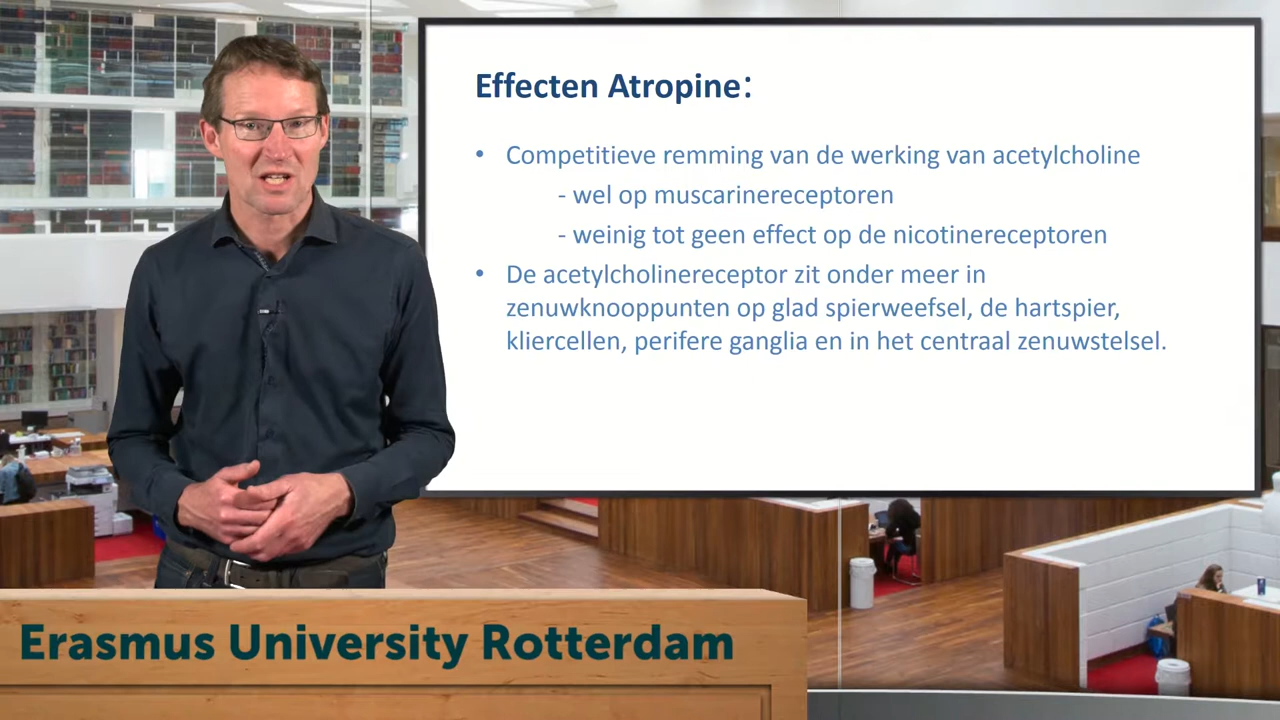 Effecten Atropine:
• Competitieve remming van de werking van acetylcholine
- wel op muscarinereceptoren
- weinig tot geen effect op de nicotinereceptoren
• De acetylcholinereceptor zit onder meer in
zenuwknooppunten op glad spierweefsel, de hartspier,
kliercellen, perifere ganglia en in het centraal zenuwstelsel.
Erasmus University Rotterdam